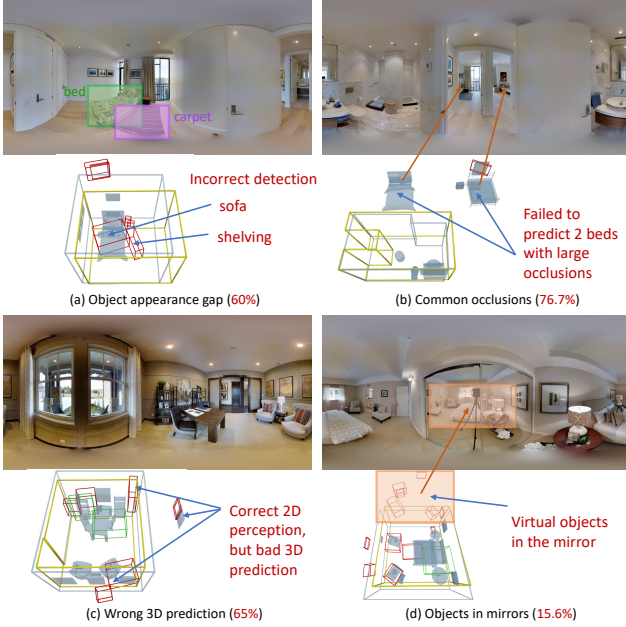 bed
carpet
Incorrect detection
sofa
shelving
(a) Object appearance gap (60%)
Failed to
predict 2 beds
with large
occlusions
(b) Common occlusions (76.7%)
Correct 2D
perception,
but bad 3D
prediction
(c) Wrong 3D prediction (65%)
Virtual objects
in the mirror
(d) Objects in mirrors (15.6%)